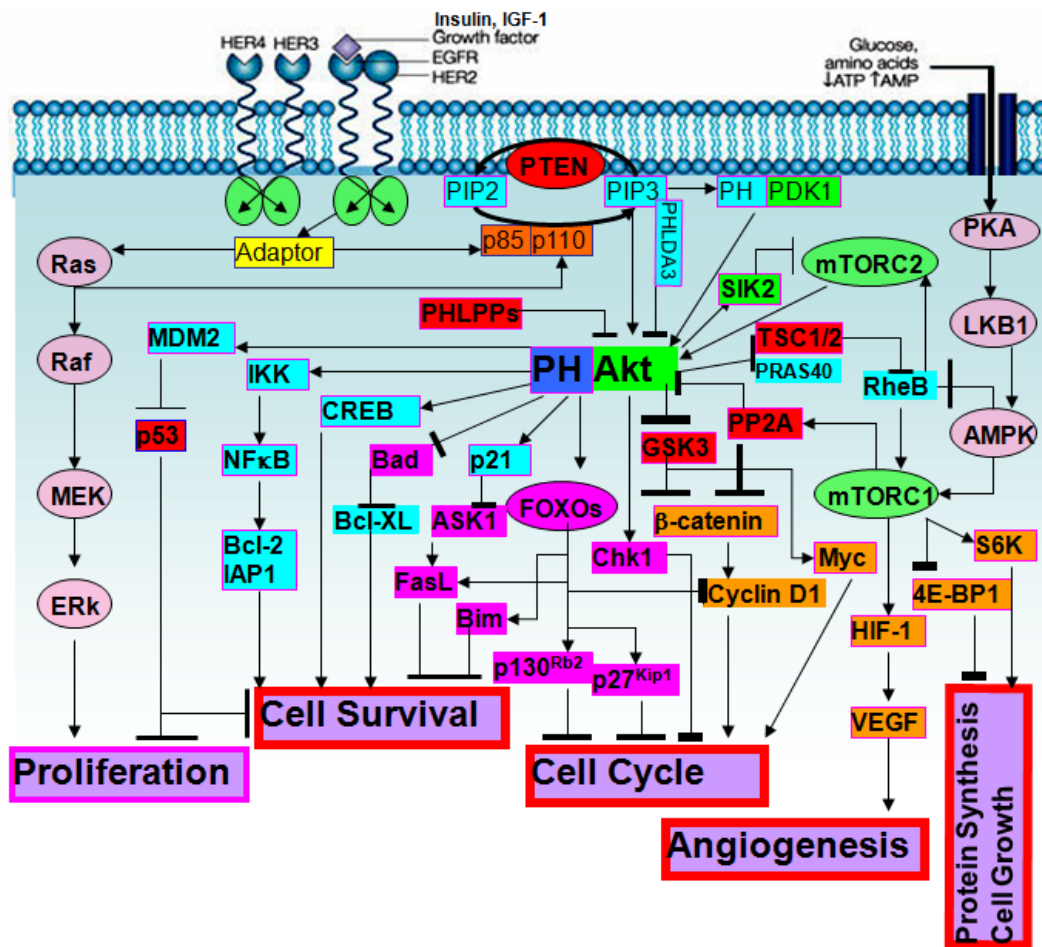 Insulin, IGF-1
Growth factor
HER4
HER3
EGFR
HER2
Glucose,
amino acids
↓ATP ↑AMP
PTEN
PIP2
PIP3
PH
PDK1
PHLDA3
p85
p110
Adaptor
Ras
PKA
mTORC2
SIK2
PHLPPs
LKB1
MDM2
TSC1/2
Raf
IKK
PH
Akt
PRAS40
RheB
CREB
PP2A
p53
AMPK
GSK3
NFκB
Bad
p21
MEK
mTORC1
Bcl-XL
ASK1
FOXOs
β-catenin
Bcl-2
IAP1
Chk1
Myc
S6K
FasL
Cyclin D1
4E-BP1
ERk
Bim
HIF-1
p130Rb2
p27Kip1
Cell Survival
VEGF
Proliferation
Cell Cycle
Angiogenesis
Protein Synthesis
Cell Growth